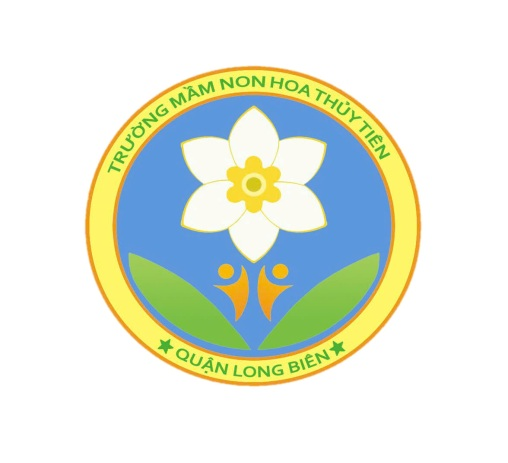 TRƯỜNG MẦM NON HOA THỦY TIÊN
QUẬN LONG BIÊN